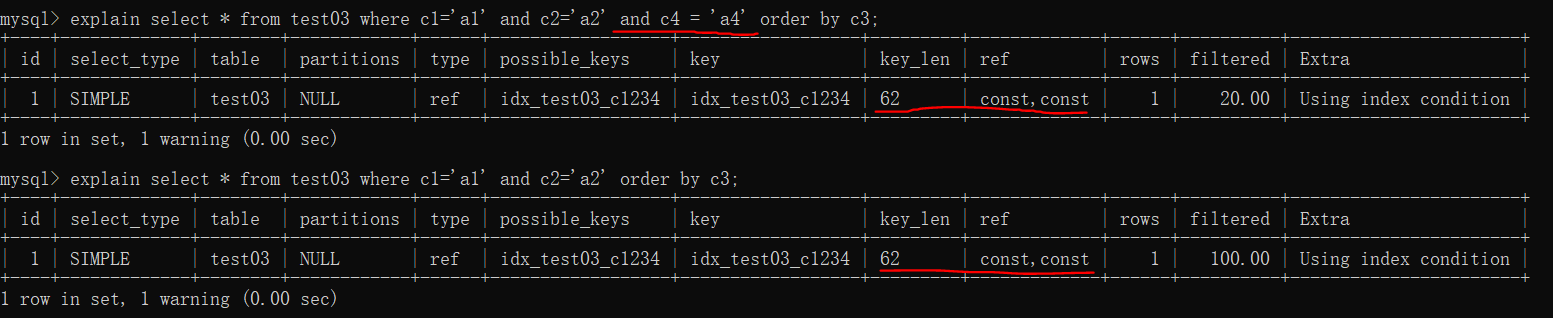 mysql> explain select * from test03 where c1='a1' and c2='a2' and c4 = 'a4' order by c3;
+----+-------------+--------+------------+------+------------------+------------------+---------+-------------+------+----------+-----------------------+
| id | select_type | table | partitions | type | possible_keys | key | key_len | ref | rows | filtered | Extra |
+----+-------------+--------+------------+------+------------------+------------------+---------+-------------+------+----------+-----------------------+
| 1 | SIMPLE | test03 | NULL | ref | idx_test03_c1234 | idx_test03_c1234 | 62 | const,const | 1 | 20.00 | Using index condition |
+----+-------------+--------+------------+------+------------------+------------------+---------+-------------+------+----------+-----------------------+
1 row in set, 1 warning (0.00 sec)
mysql> explain select * from test03 where c1='a1' and c2='a2' order by c3;
+----+-------------+--------+------------+------+------------------+------------------+---------+-------------+------+----------+-----------------------+
| id | select_type | table | partitions | type | possible_keys | key | key_len | ref | rows | filtered | Extra |
+----+-------------+--------+------------+------+------------------+------------------+---------+-------------+------+----------+-----------------------+
| 1 | SIMPLE | test03 | NULL | ref | idx_test03_c1234 | idx_test03_c1234 | 62 | const,const | 1 | 100.00 | Using index condition |
+----+-------------+--------+------------+------+------------------+------------------+---------+-------------+------+----------+-----------------------+
1 row in set, 1 warning (0.00 sec)